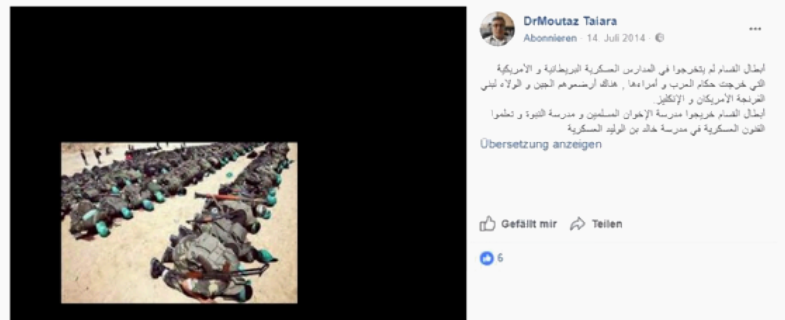 DrMoutaz Taiara
Abonnieren · 14. Juli 2014 ·
أبطال القسام لم يتخرجوا في المدارس العسكرية البريطانية و الأمريكية
التي خرجت حكام العرب و أمراءها , هناك أرضعوهم الجبن و الولاء لبني
الفرنجة الأمريكان و الإنكليز.
أبطال القسام خريجوا مدرسة الإخوان المسلمين و مدرسة النبوة و تعلموا
الفنون العسكرية في مدرسة خالد بن الوليد العسكرية
Übersetzung anzeigen
Gefällt mir Teilen
6